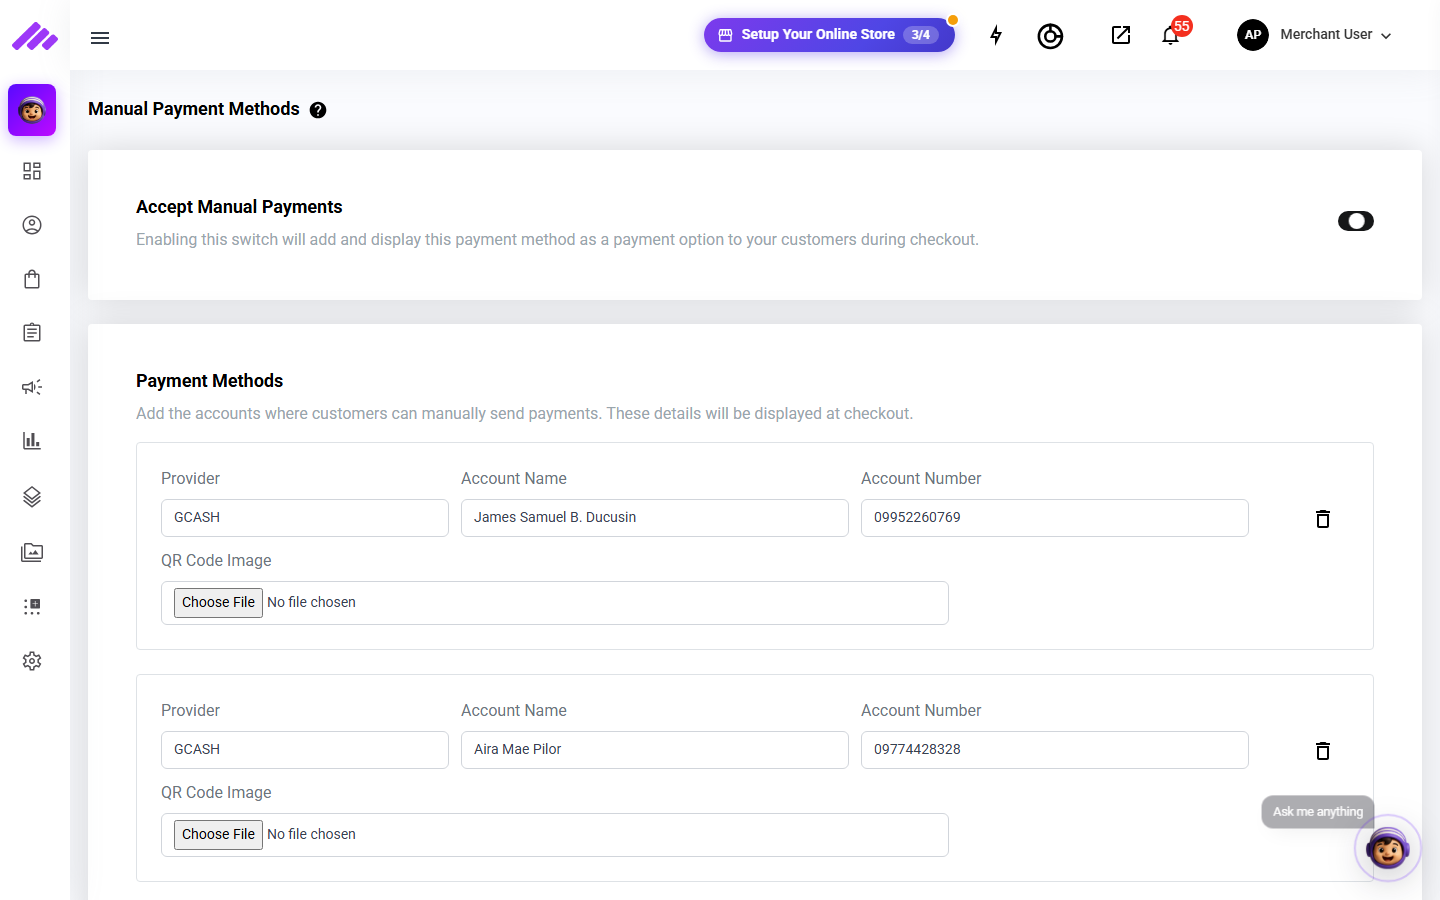 Setup Your Online Store 3/4
55
AP Merchant User
Manual Payment Methods ?
Accept Manual Payments
Enabling this switch will add and display this payment method as a payment option to your customers during checkout.
Payment Methods
Add the accounts where customers can manually send payments. These details will be displayed at checkout.
Provider Account Name Account Number
GCASH James Samuel B. Ducusin 09952260769
QR Code Image
Choose File No file chosen
Provider Account Name Account Number
GCASH Aira Mae Pilor 09774428328
QR Code Image
Choose File No file chosen
Ask me anything